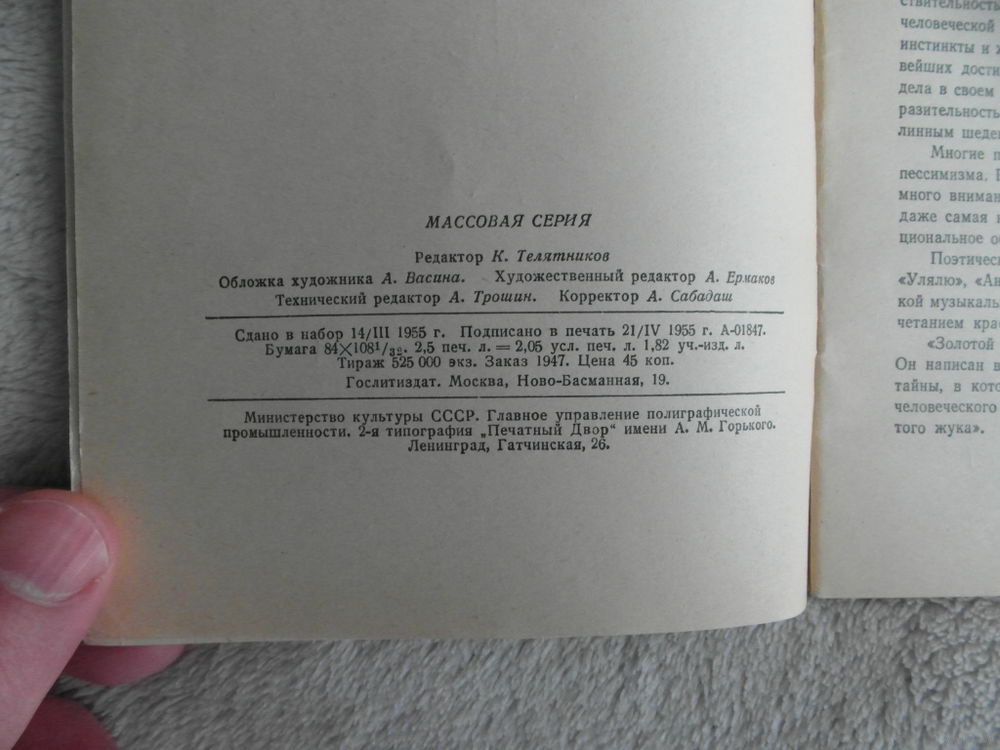 МАССОВАЯ СЕРИЯ
Редактор К. Телятников
Обложка художника А. Васина. Художественный редактор А. Ермаков
Технический редактор А. Трошин. Корректор А. Сабадаш
Сдано в набор 14/III 1955 г. Подписано в печать 21/IV 1955 г. А-01847.
Бумага 84×108¹/₃₂. 2,5 печ. л. = 2,05 усл. печ. л. 1,82 уч.-изд. л.
Тираж 525 000 экз. Заказ 1947. Цена 45 коп.
Гослитиздат. Москва, Ново-Басманная, 19.
Министерство культуры СССР. Главное управление полиграфической
промышленности. 2-я типография „Печатный Двор“ имени А. М. Горького.
Ленинград, Гатчинская, 26.
ствительность
человеческой
инстинкты и
вейших дости
дела в своем
разительность
линным шеде
Многие п
пессимизма.
много вниман
даже самая
циональное о
Поэтичес
«Улялю», «Ан
кой музыкаль
четанием кра
«Золотой
Он написан в
тайны, в кото
человеческого
того жука».